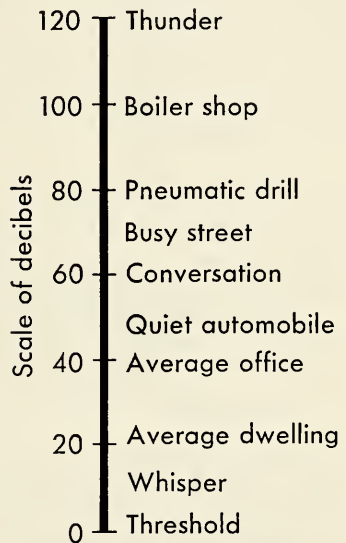 120 Thunder
100 Boiler shop
80 Pneumatic drill
Busy street
60 Conversation
Quiet automobile
40 Average office
20 Average dwelling
Whisper
0 Threshold
Scale of decibels